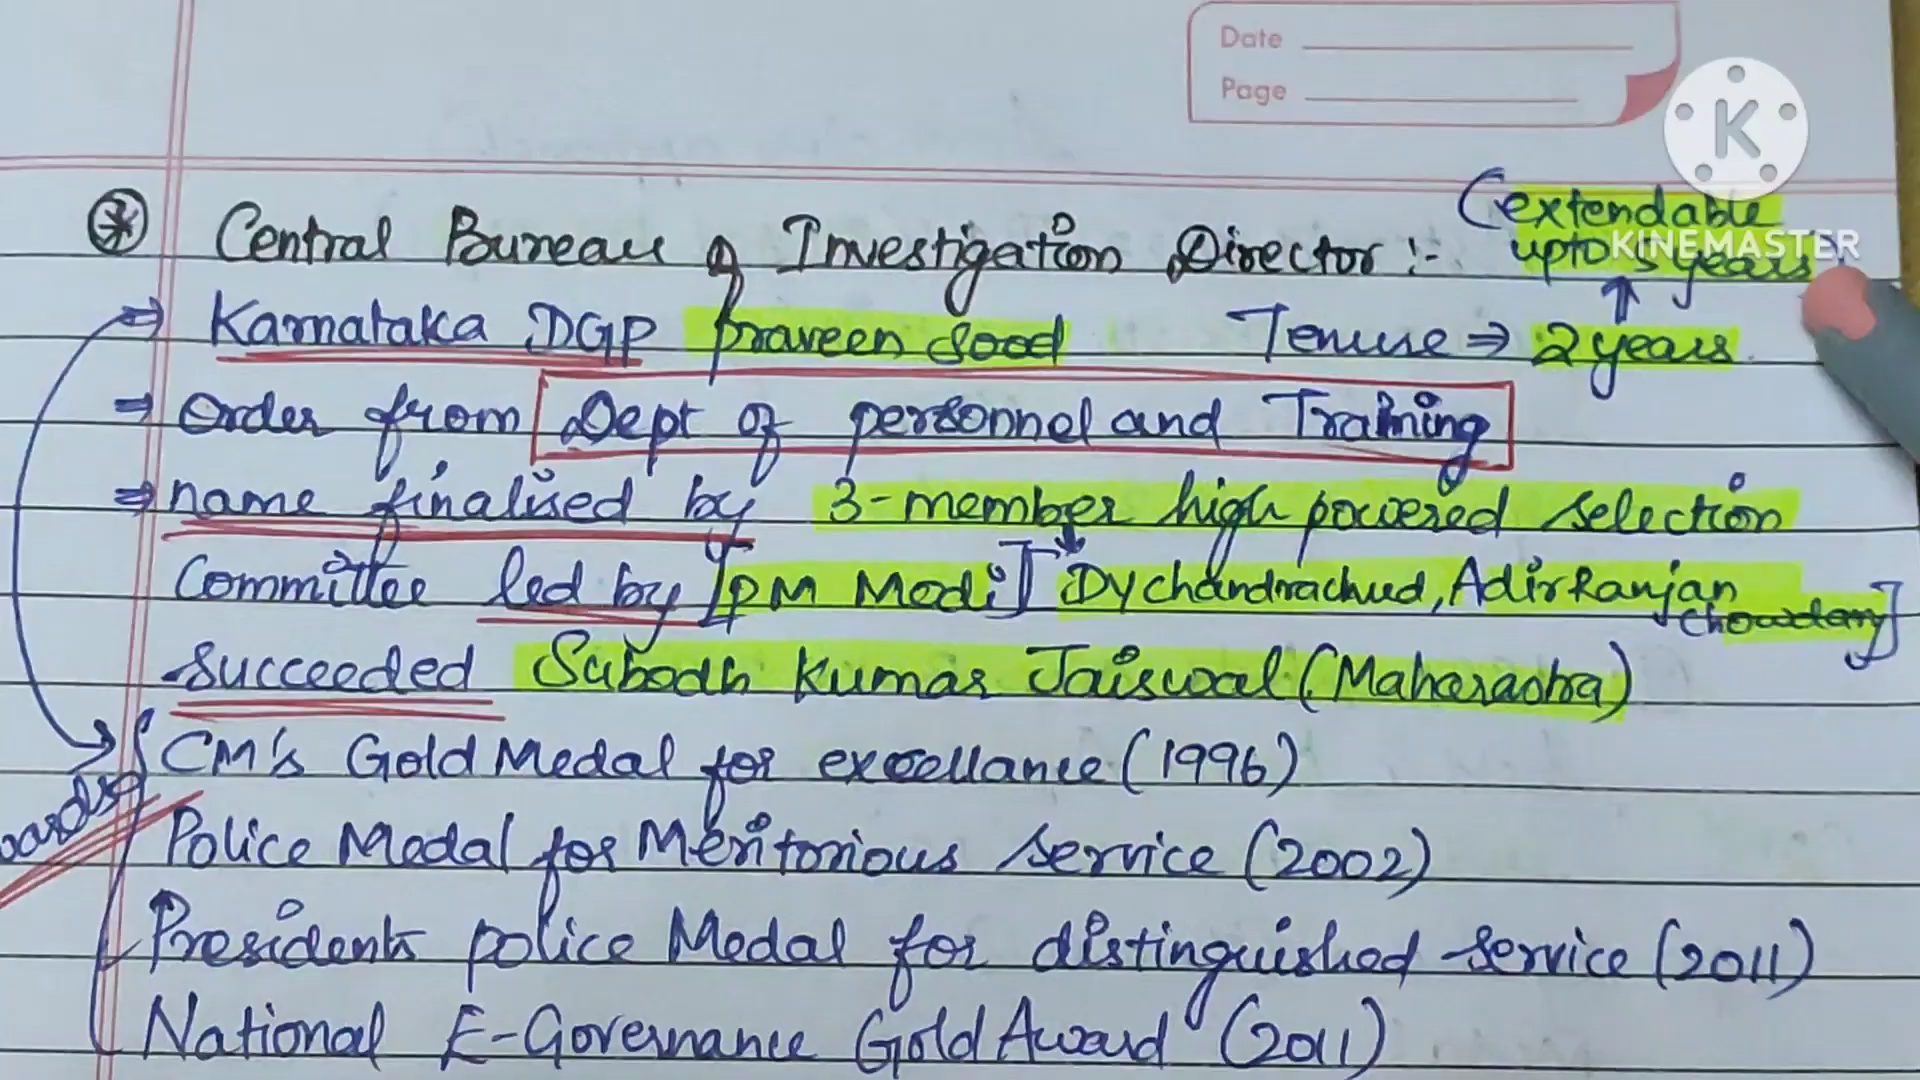 Date
Page
K
KINEMASTER
(extendable
upto 5 years)
Central Bureau of Investigation Director :-
⇒ Karnataka DGP praveen Sood Tenure ⇒ 2 years
⇒ Order from Dept of personnel and Training
⇒ name finalised by 3-member high powered selection
Committee led by [PM Modi] DY chandrachud, Adir Ranjan
Chowdary]
succeeded Subodh Kumar Jaiswal (Maharashtra)
CM's Gold Medal for excellance (1996)
Police Medal for Meritorious service (2002)
Presidents police Medal for distinguished service (2011)
National E-Governance Gold Award (2011)